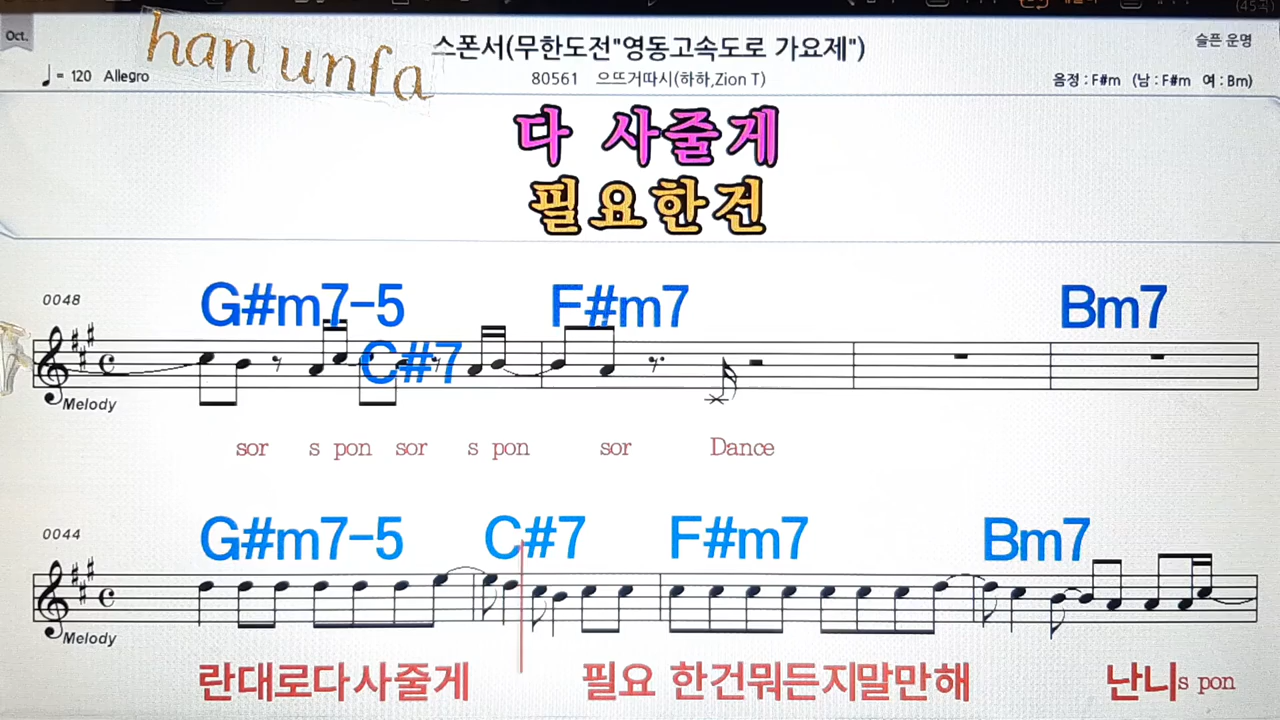 Oct.
han unfa
스폰서(무한도전"영동고속도로 가요제")
슬픈 운명
♩= 120 Allegro
80561 으뜨거따시(하하,Zion T)
음정 : F#m (남 : F#m 여 : Bm)
다 사줄게
필요한건
0048
G#m7-5 C#7 F#m7 Bm7
Melody
sor s pon sor s pon sor Dance
0044
G#m7-5 C#7 F#m7 Bm7
Melody
란대로다사줄게 필요 한건뭐든지말만해 난니s pon